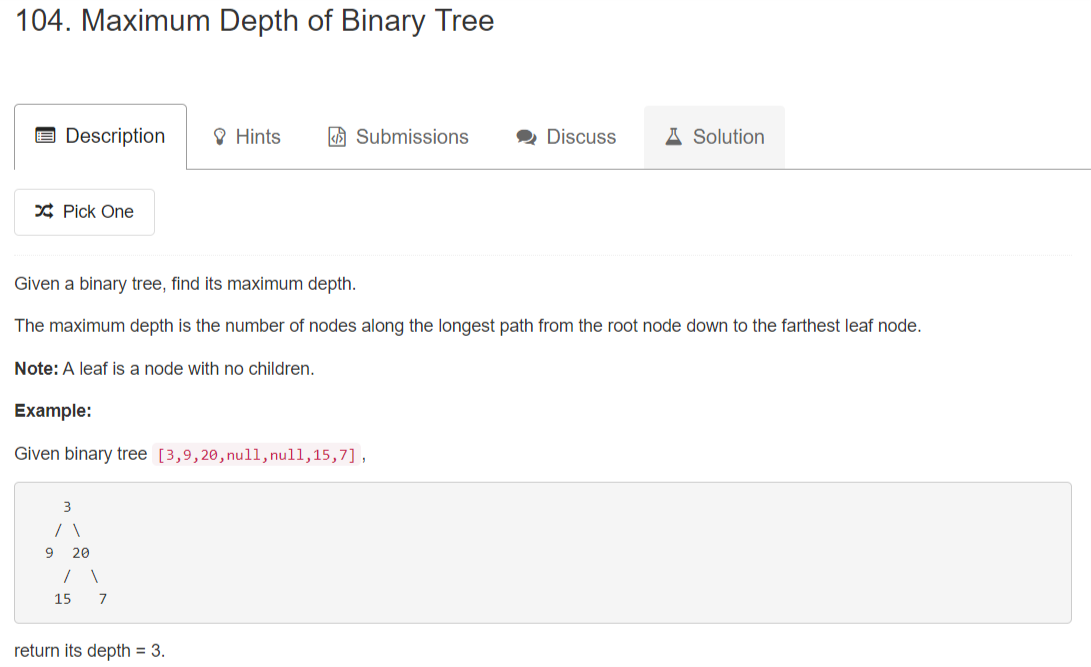 104. Maximum Depth of Binary Tree
Description Hints Submissions Discuss Solution
Pick One
Given a binary tree, find its maximum depth.
The maximum depth is the number of nodes along the longest path from the root node down to the farthest leaf node.
Note: A leaf is a node with no children.
Example:
Given binary tree [3,9,20,null,null,15,7],
3
/ \
9 20
/ \
15 7
return its depth = 3.